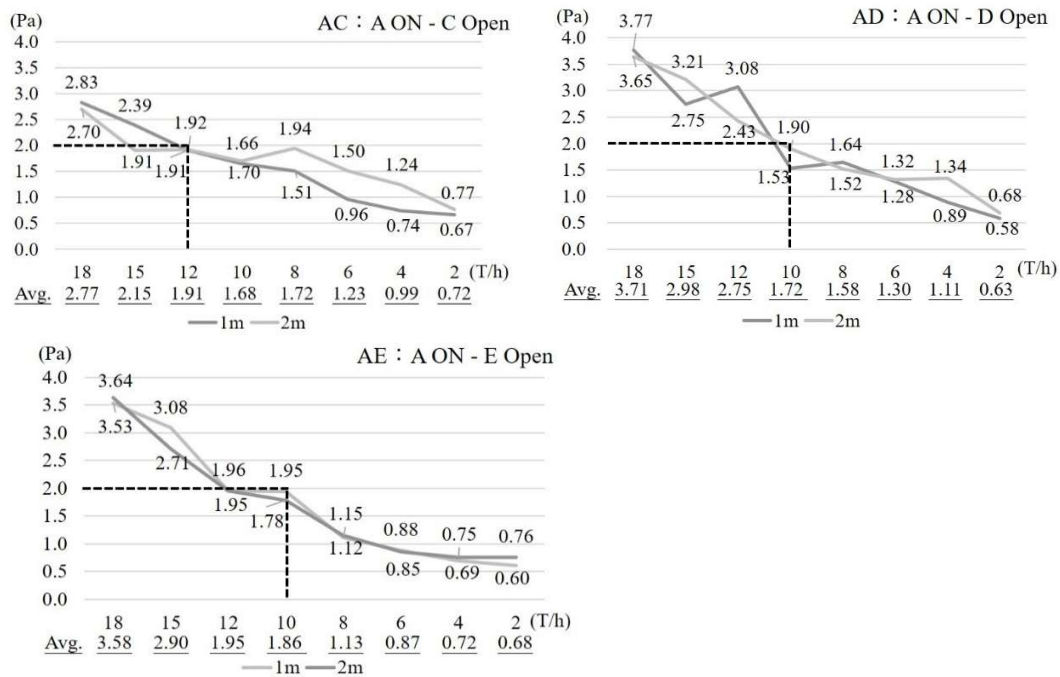 (Pa) AC：A ON - C Open
4.0
3.5
3.0
2.5
2.0
1.5
1.0
0.5
0.0
2.83 2.39 1.92 1.66 1.94 1.50 1.24 0.77
2.70 1.91 1.91 1.70 1.51 0.96 0.74 0.67
18 15 12 10 8 6 4 2 (T/h)
Avg. 2.77 2.15 1.91 1.68 1.72 1.23 0.99 0.72
1m 2m
(Pa) AD：A ON - D Open
4.0
3.5
3.0
2.5
2.0
1.5
1.0
0.5
0.0
3.77 3.21 3.08 1.90 1.64 1.32 1.34 0.68
3.65 2.75 2.43 1.53 1.52 1.28 0.89 0.58
18 15 12 10 8 6 4 2 (T/h)
Avg. 3.71 2.98 2.75 1.72 1.58 1.30 1.11 0.63
1m 2m
(Pa) AE：A ON - E Open
4.0
3.5
3.0
2.5
2.0
1.5
1.0
0.5
0.0
3.64 3.08 1.96 1.95 1.15 0.88 0.75 0.76
3.53 2.71 1.95 1.78 1.12 0.85 0.69 0.60
18 15 12 10 8 6 4 2 (T/h)
Avg. 3.58 2.90 1.95 1.86 1.13 0.87 0.72 0.68
1m 2m